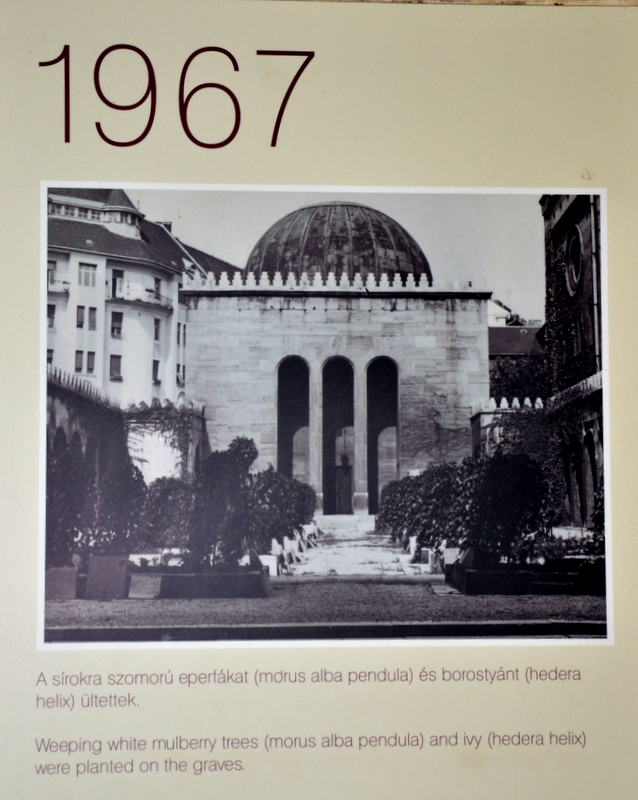 1967
A sírokra szomorú eperfákat (morus alba pendula) és borostyánt (hedera
helix) ültettek.
Weeping white mulberry trees (morus alba pendula) and ivy (hedera helix)
were planted on the graves.